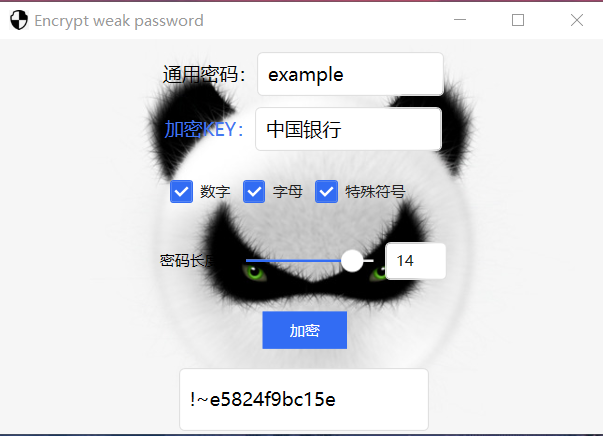 Encrypt weak password
通用密码: example
加密KEY: 中国银行
数字 字母 特殊符号
密码长度 14
加密
!~e5824f9bc15e